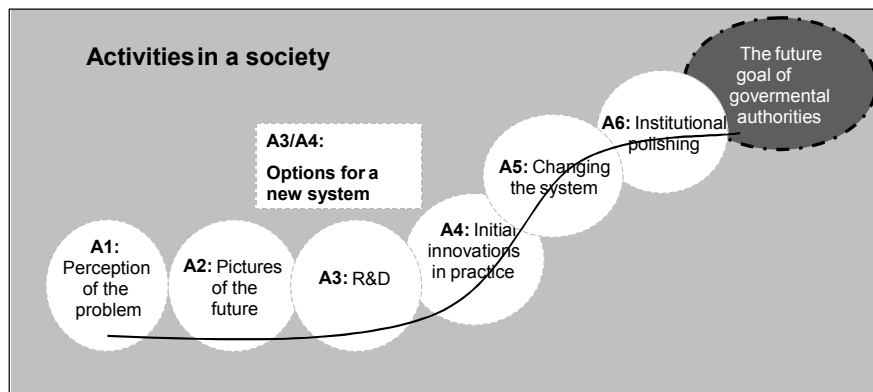 Activities in a society
The future
goal of
govermental
authorities
A6: Institutional
polishing
A3/A4:
Options for a
new system
A5: Changing
the system
A4: Initial
innovations
in practice
A1:
Perception
of the
problem
A2: Pictures
of the
future
A3: R&D